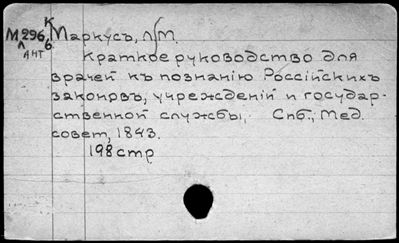 М296, К Маркусъ, М.
АНТ 6.
Краткое руководство для
врачей къ познанію Россійскихъ
законовъ, учрежденій и государ-
ственной службы. Спб., Мед.
совет, 1843.
198 стр